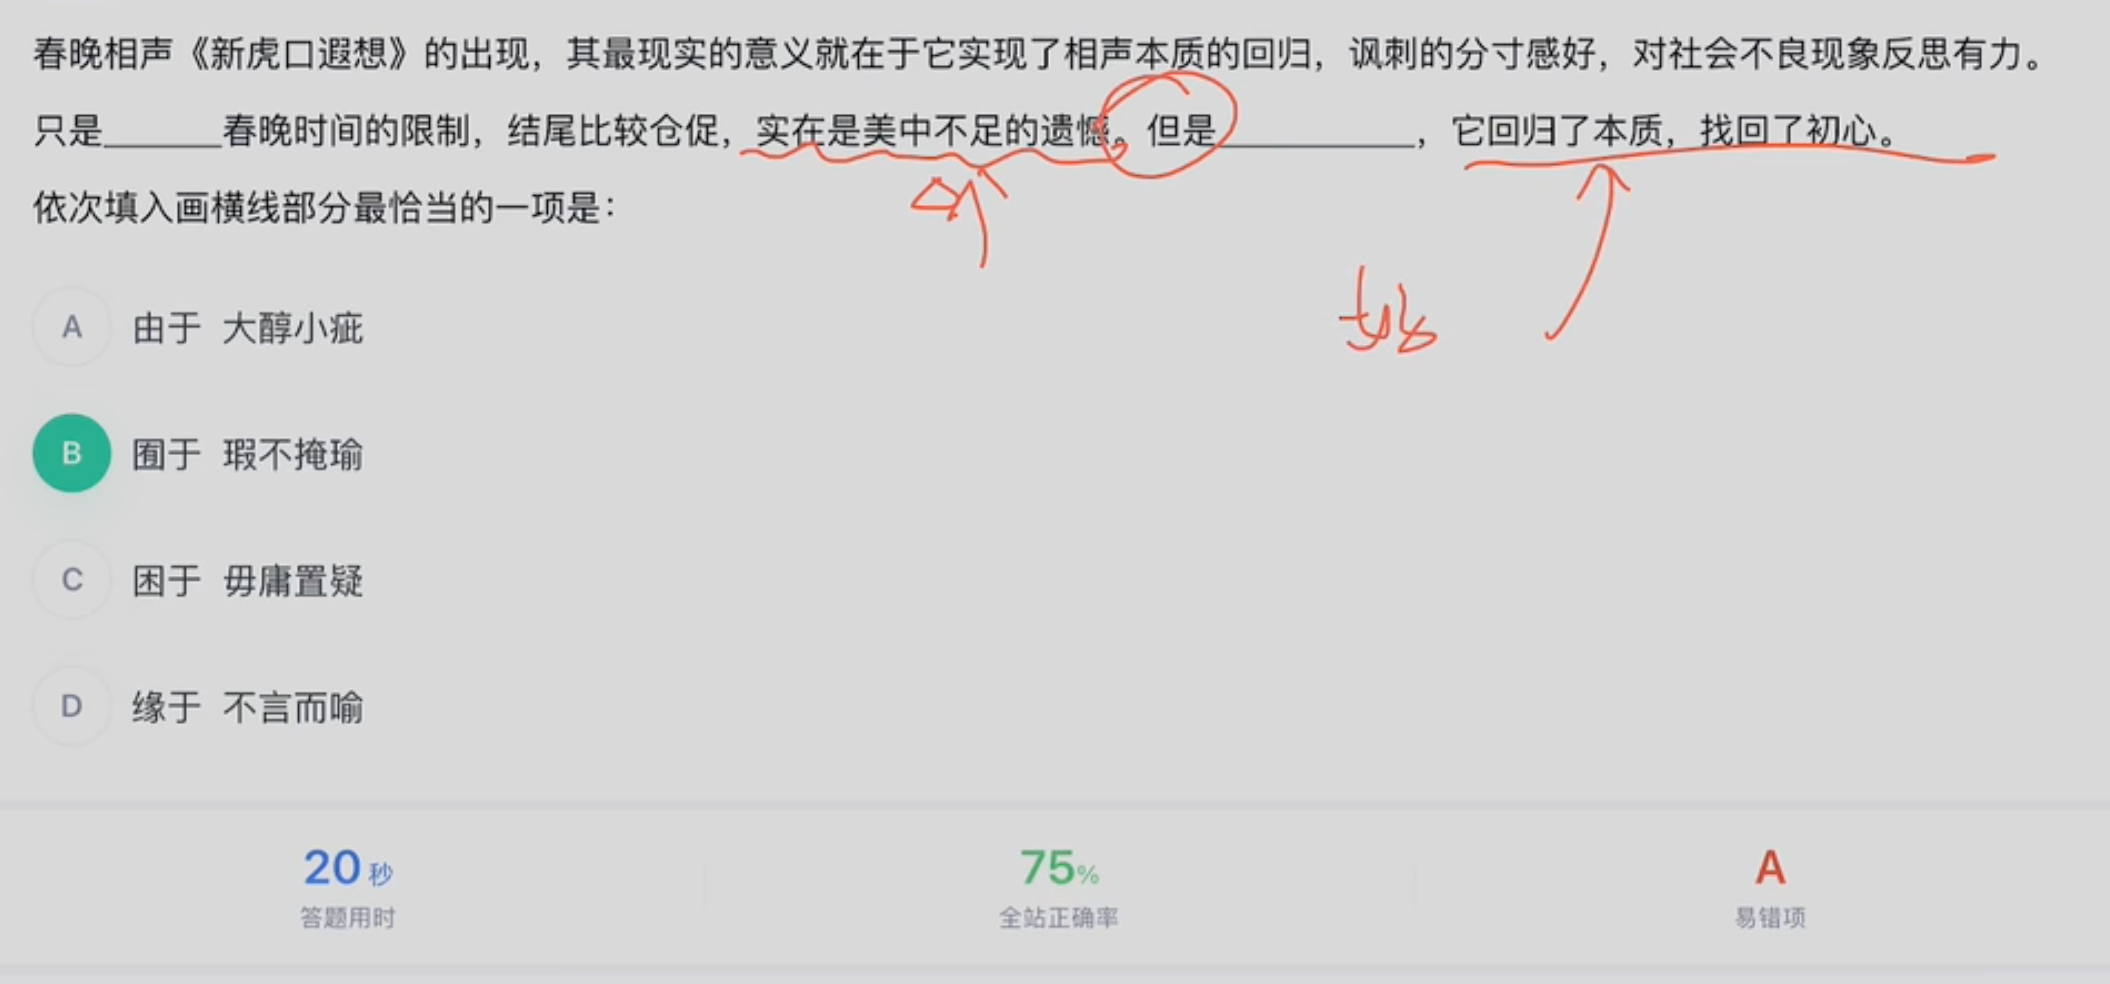 春晚相声《新虎口遐想》的出现，其最现实的意义就在于它实现了相声本质的回归，讽刺的分寸感好，对社会不良现象反思有力。
只是______春晚时间的限制，结尾比较仓促，实在是美中不足的遗憾。但是__________，它回归了本质，找回了初心。
依次填入画横线部分最恰当的一项是：
A 由于 大醇小疵
B 囿于 瑕不掩瑜
C 困于 毋庸置疑
D 缘于 不言而喻
20秒 75% A
答题用时 全站正确率 易错项